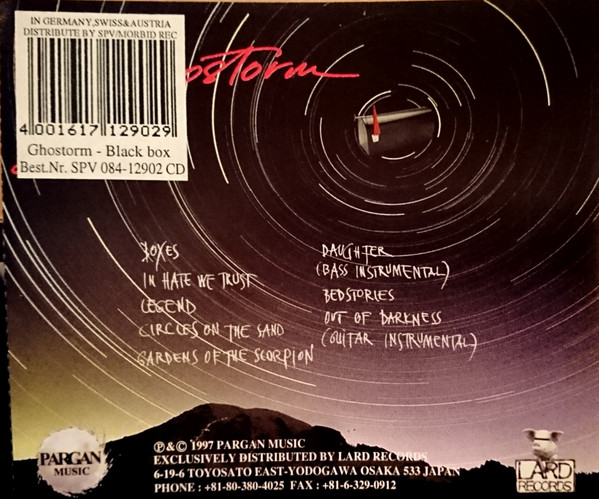 IN GERMANY,SWISS&AUSTRIA
DISTRIBUTE BY SPV/MORBID REC
4 001617 129029
Ghostorm - Black box
Best.Nr. SPV 084-12902 CD
ostorm
BOXES
IN HATE WE TRUST
LEGEND
CIRCLES ON THE SAND
GARDENS OF THE SCORPION
DAUGHTER
(BASS INSTRUMENTAL)
BEDSTORIES
OUT OF DARKNESS
(GUITAR INSTRUMENTAL)
PARGAN
MUSIC
℗&© 1997 PARGAN MUSIC
EXCLUSIVELY DISTRIBUTED BY LARD RECORDS
6-19-6 TOYOSATO EAST-YODOGAWA OSAKA 533 JAPAN
PHONE : +81-80-380-4025 FAX : +81-6-329-0912
LARD
RECORDS